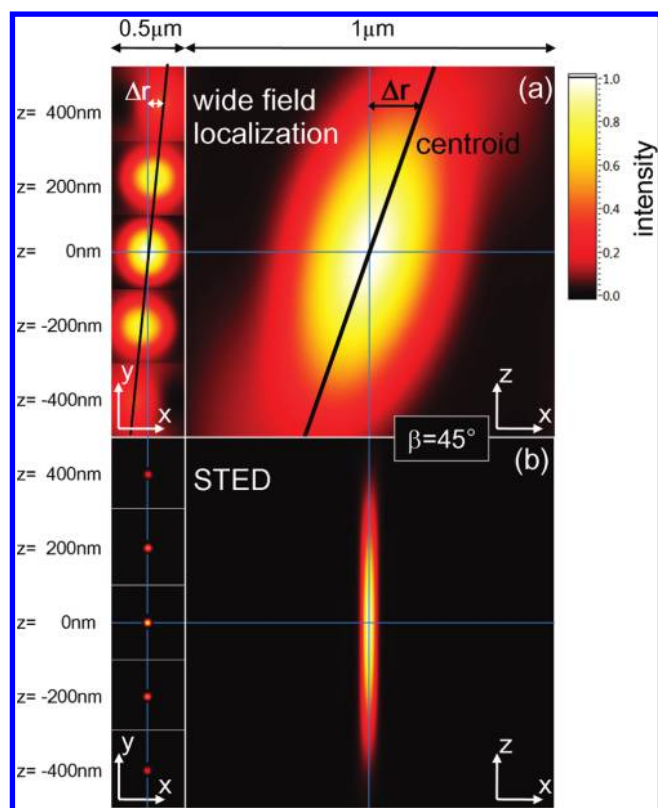 0.5μm 1μm
Δr Δr (a)
z= 400nm wide field
localization
centroid
z= 200nm
z= 0nm
z= -200nm
z= -400nm y x z x
1.0
0.8
0.6
0.4
0.2
0.0
intensity
β=45°
(b)
STED
z= 400nm
z= 200nm
z= 0nm
z= -200nm
z= -400nm y x z x